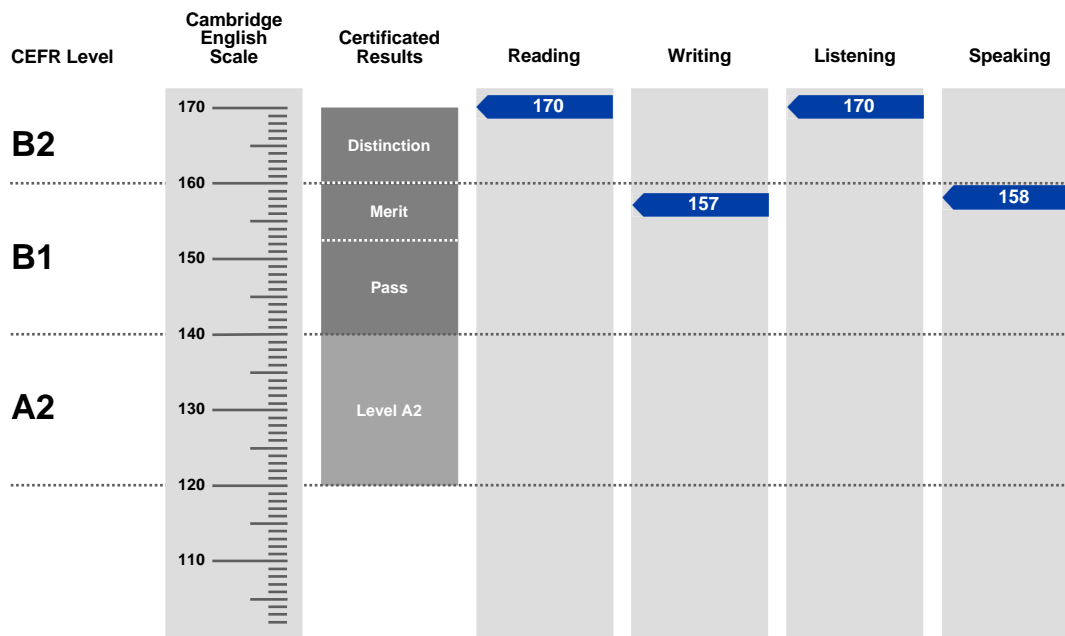 CEFR Level
Cambridge
English
Scale
Certificated
Results
Reading
Writing
Listening
Speaking
170
Distinction
170
170
B2
160
Merit
157
158
B1
150
Pass
140
A2
130
Level A2
120
110